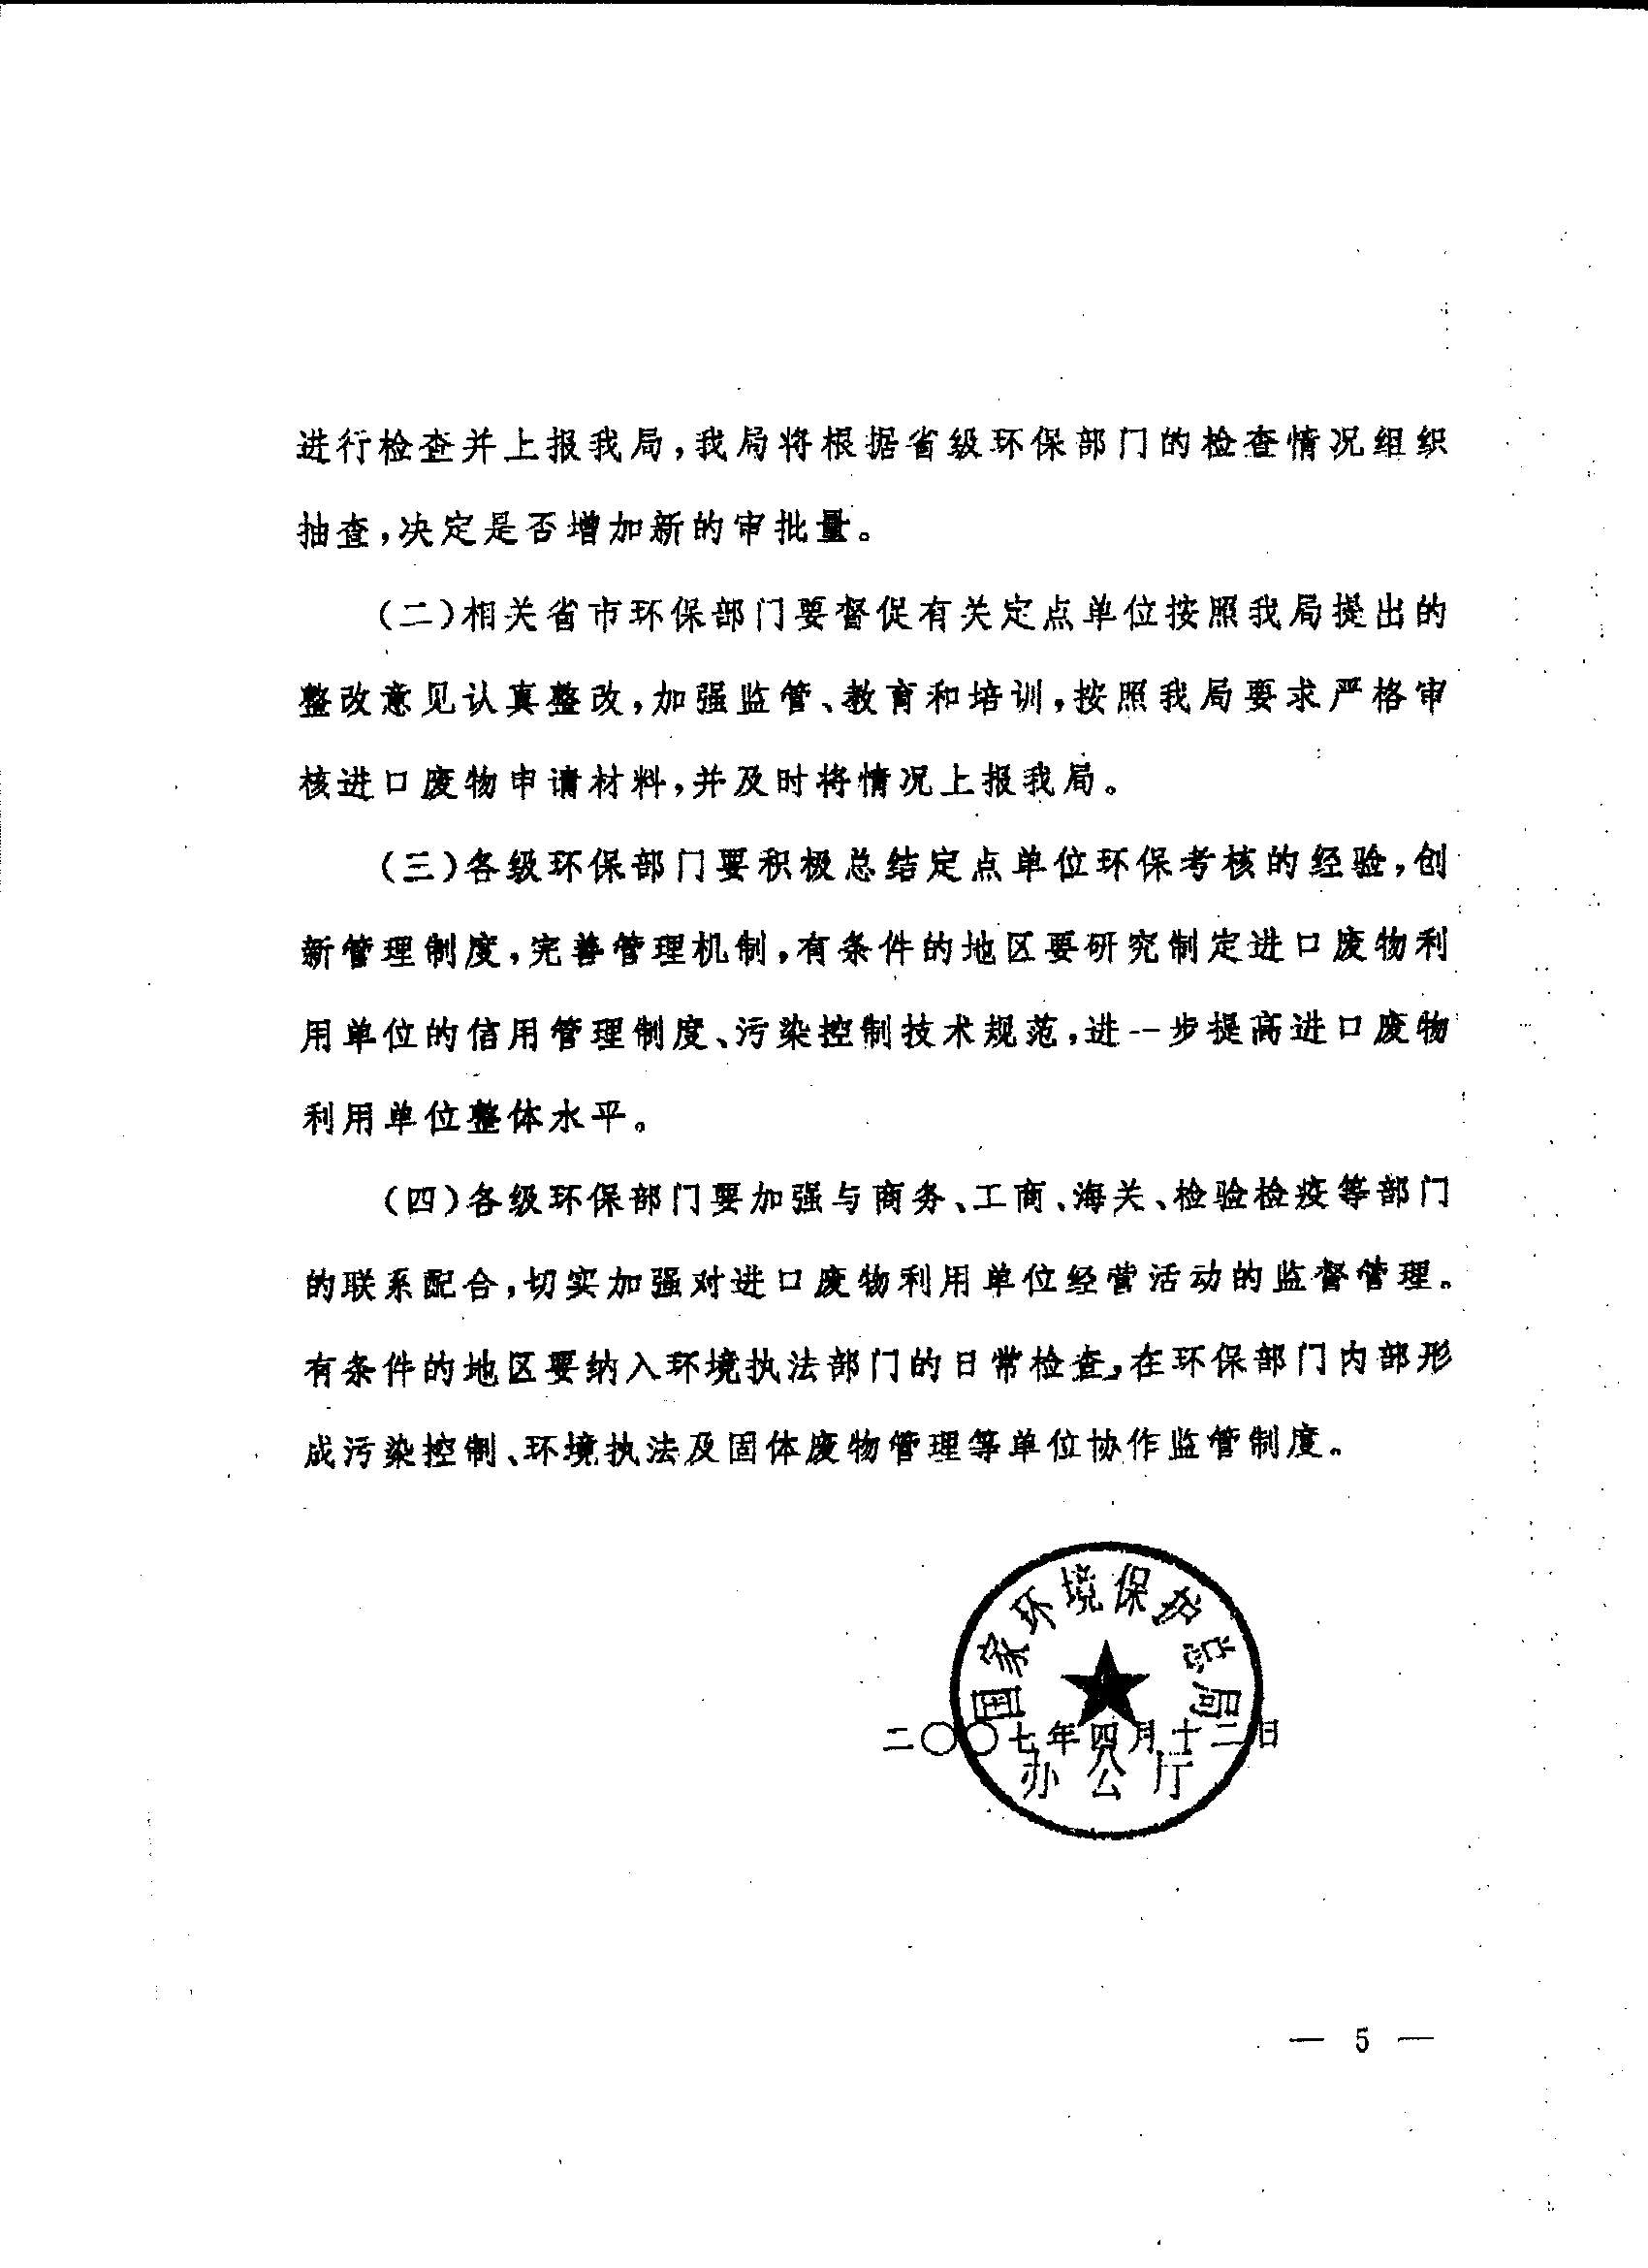 进行检查并上报我局,我局将根据省级环保部门的检查情况组织
抽查,决定是否增加新的审批量。
(二)相关省市环保部门要督促有关定点单位按照我局提出的
整改意见认真整改,加强监管、教育和培训,按照我局要求严格审
核进口废物申请材料,并及时将情况上报我局。
(三)各级环保部门要积极总结定点单位环保考核的经验,创
新管理制度,完善管理机制,有条件的地区要研究制定进口废物利
用单位的信用管理制度、污染控制技术规范,进一步提高进口废物
利用单位整体水平。
(四)各级环保部门要加强与商务、工商、海关、检验检疫等部门
的联系配合,切实加强对进口废物利用单位经营活动的监督管理。
有条件的地区要纳入环境执法部门的日常检查,在环保部门内部形
成污染控制、环境执法及固体废物管理等单位协作监管制度。
国家环境保护总局
二〇〇七年四月十二日
办公厅
— 5 —